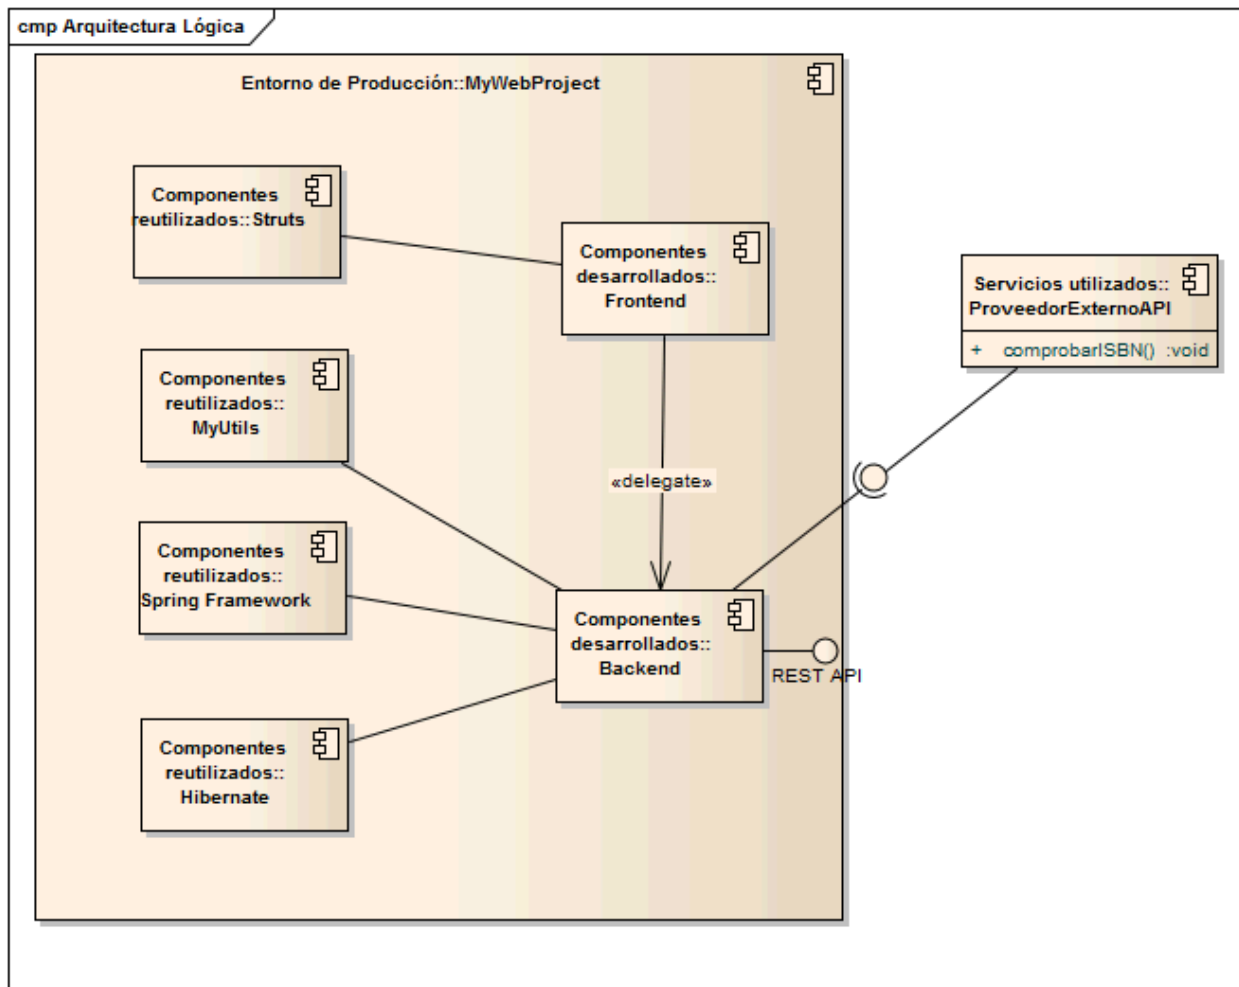 cmp Arquitectura Lógica
Entorno de Producción::MyWebProject
Componentes
reutilizados::Struts
Componentes
desarrollados::
Frontend
Servicios utilizados::
ProveedorExternoAPI
+ comprobarISBN() :void
Componentes
reutilizados::
MyUtils
«delegate»
Componentes
reutilizados::
Spring Framework
Componentes
desarrollados::
Backend
REST API
Componentes
reutilizados::
Hibernate